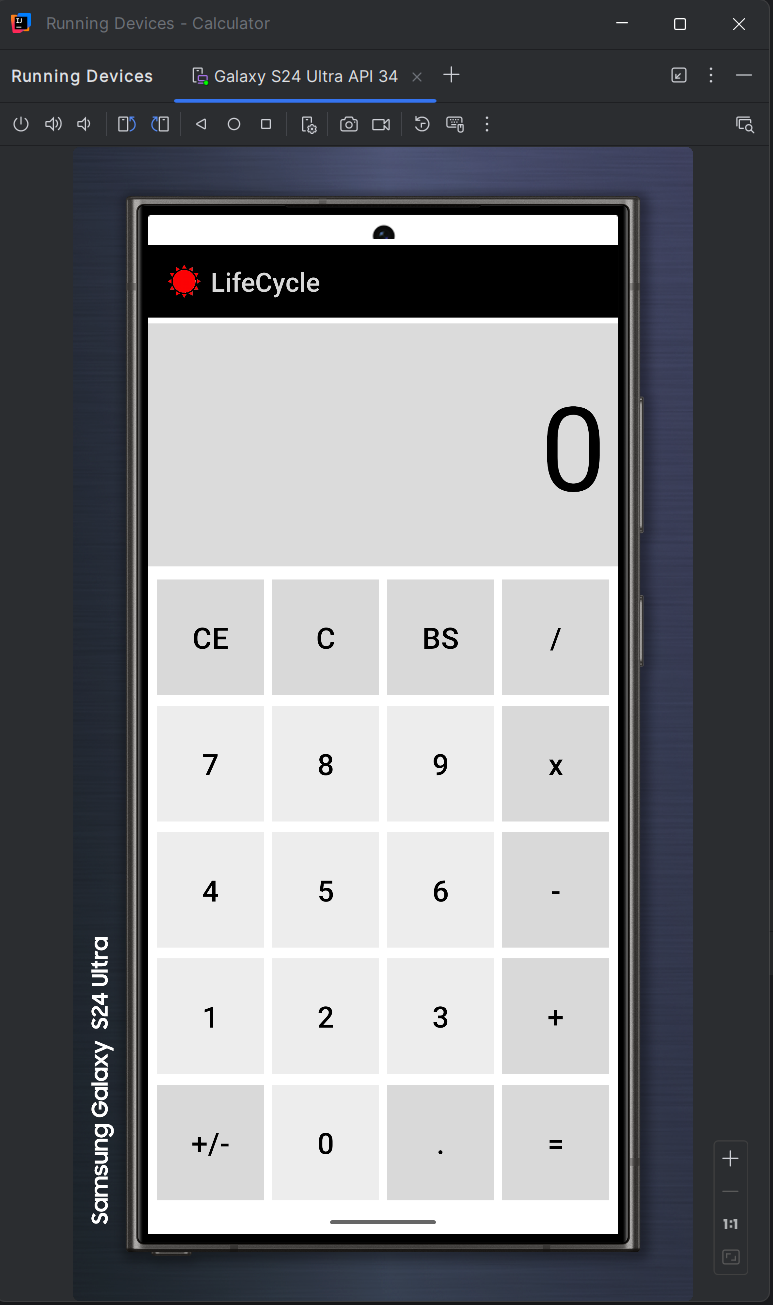 Running Devices - Calculator
Running Devices
Galaxy S24 Ultra API 34
LifeCycle
0
CE C BS /
7 8 9 x
4 5 6 -
1 2 3 +
+/- 0 . =
Samsung Galaxy S24 Ultra
1:1